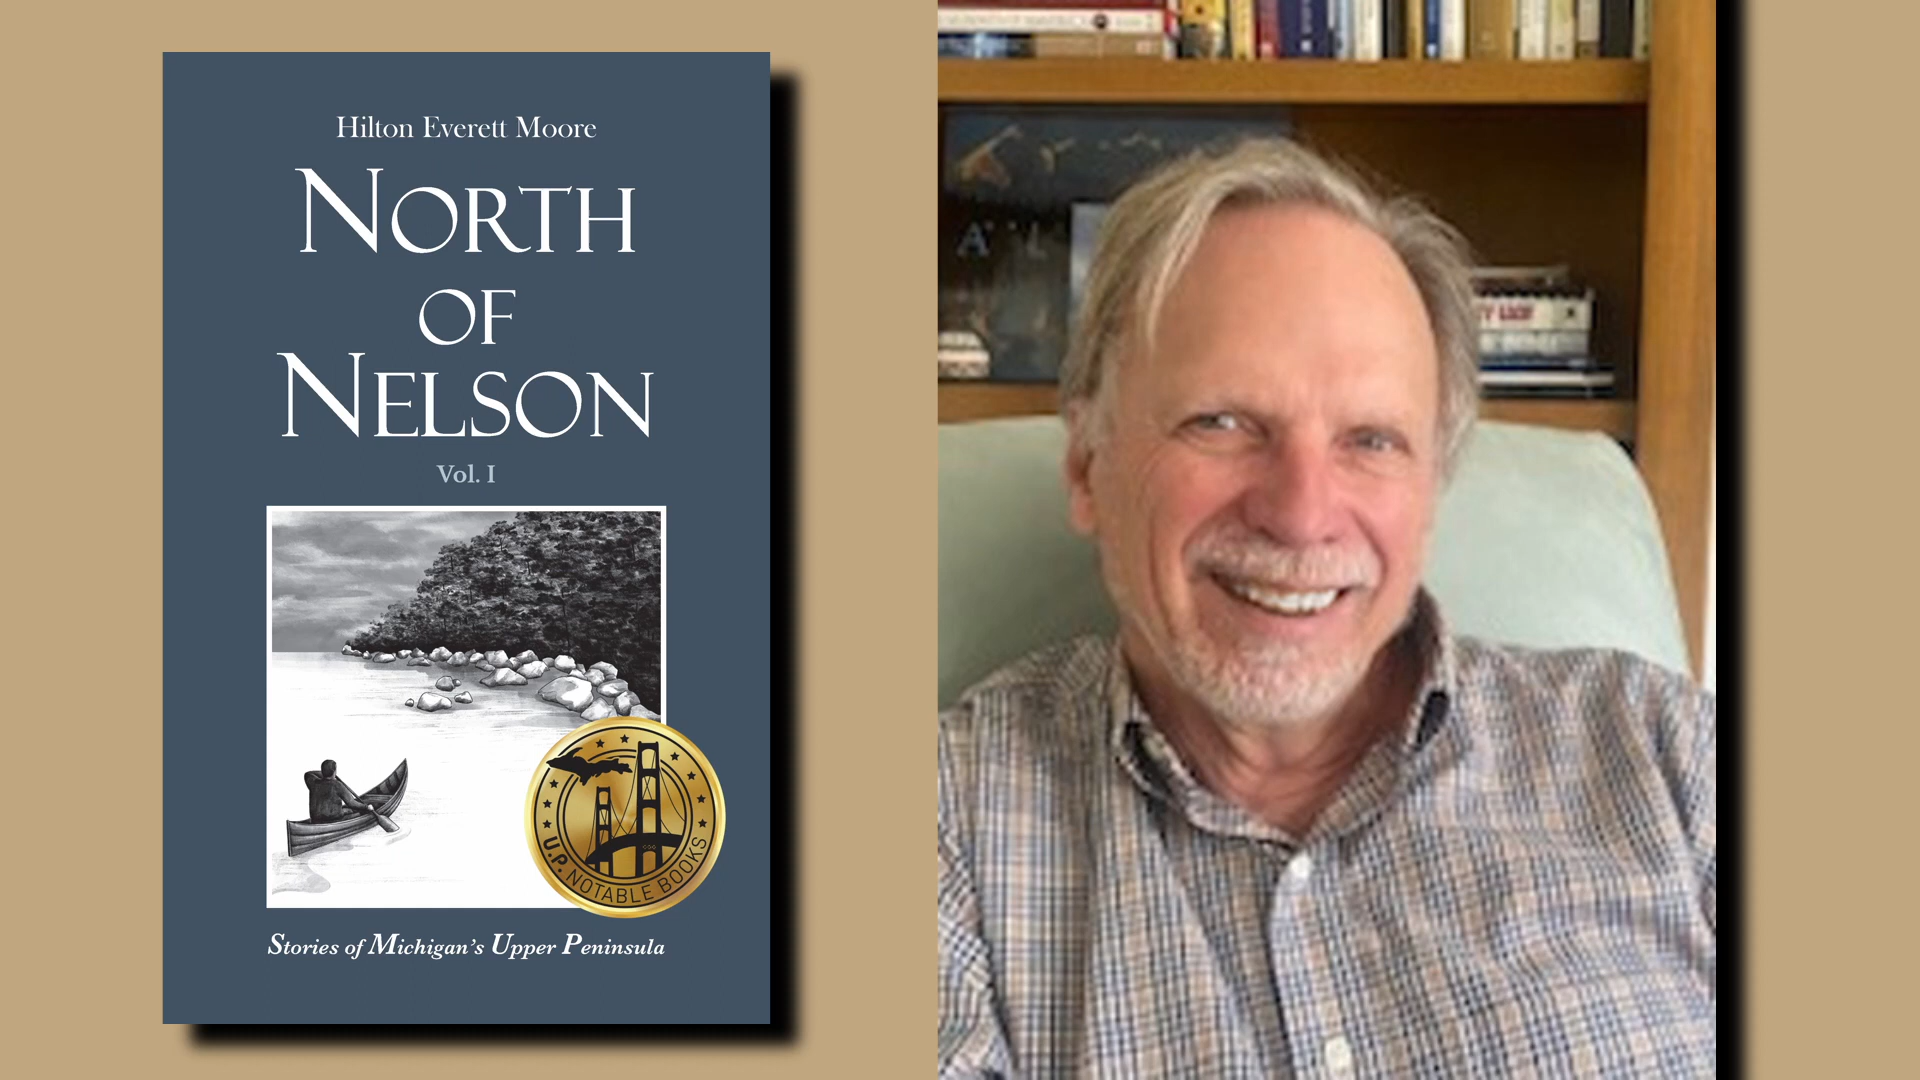 Hilton Everett Moore
NORTH
OF
NELSON
Vol. I
U.P. NOTABLE BOOKS
Stories of Michigan's Upper Peninsula